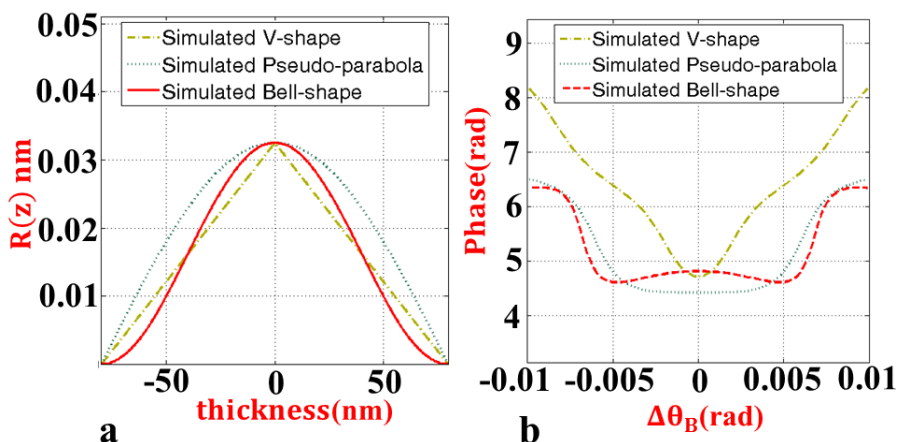 0.05
0.04
0.03
0.02
0.01
R(z) nm
Simulated V-shape
Simulated Pseudo-parabola
Simulated Bell-shape
-50 0 50
thickness(nm)
a
9
8
7
6
5
4
Phase(rad)
Simulated V-shape
Simulated Pseudo-parabola
Simulated Bell-shape
-0.01 -0.005 0 0.005 0.01
Δθ_B(rad)
b